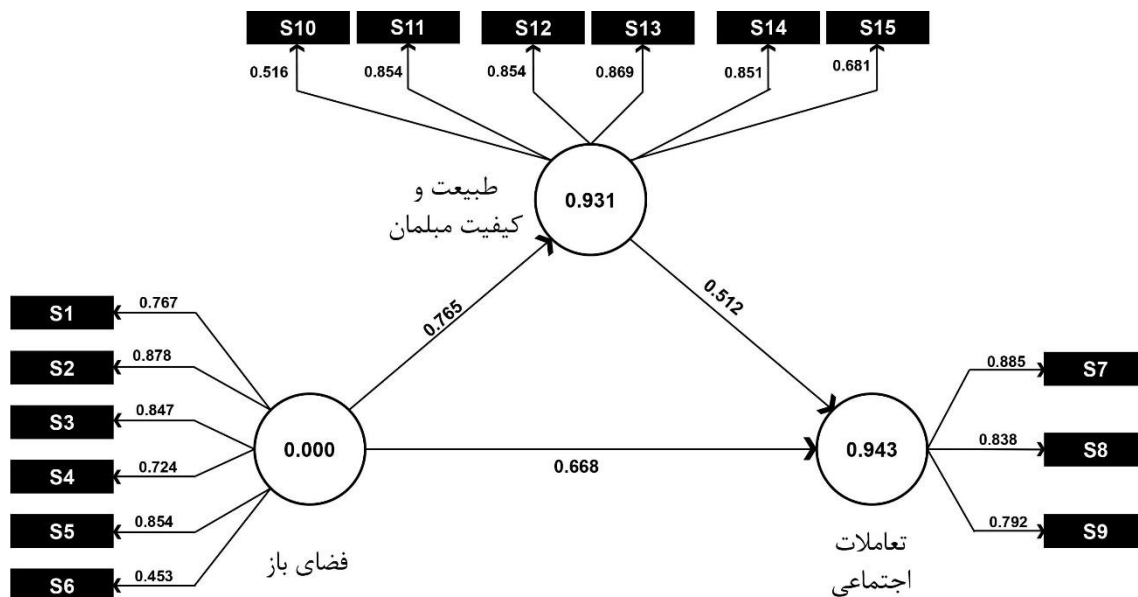 S10 S11 S12 S13 S14 S15
0.516 0.854 0.854 0.869 0.851 0.681
0.931
طبیعت و
کیفیت مبلمان
0.765
0.512
S1 0.767
S2 0.878
S3 0.847
S4 0.724
S5 0.854
S6 0.453
0.000
فضای باز
0.668
0.943
تعاملات
اجتماعی
0.885 S7
0.838 S8
0.792 S9